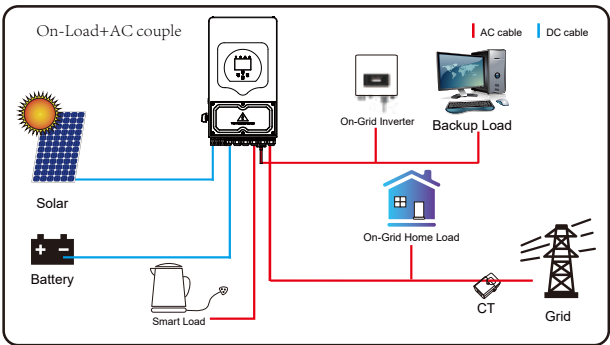 On-Load+AC couple
AC cable
DC cable
On-Grid Inverter
Backup Load
Solar
On-Grid Home Load
Battery
Smart Load
CT
Grid